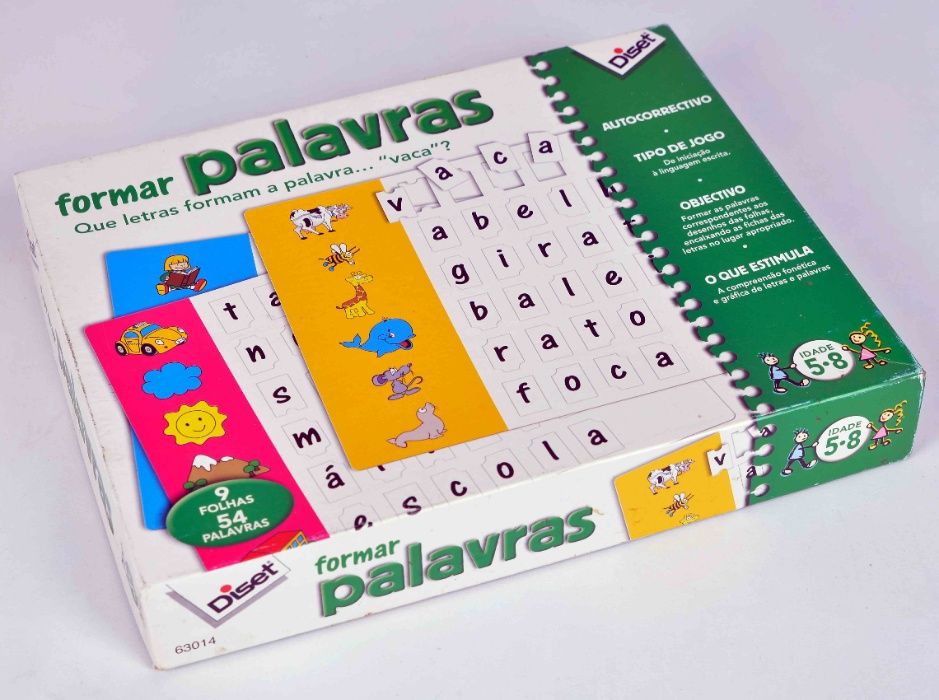 formar palavras
Que letras formam a palavra... "vaca"?
v a c a
a b e l
g i r a
b a l e
r a t o
f o c a
t a
n
s
m
á
e s c o l a
9
FOLHAS
54
PALAVRAS
Diset
AUTOCORRECTIVO
•
TIPO DE JOGO
De iniciação
à linguagem escrita.
•
OBJECTIVO
Formar as palavras
correspondentes aos
desenhos das folhas,
encaixando as fichas das
letras no lugar apropriado.
•
O QUE ESTIMULA
A compreensão fonética
e gráfica de letras e palavras
IDADE
5•8
Diset
63014
formar
palavras
v a
IDADE
5•8